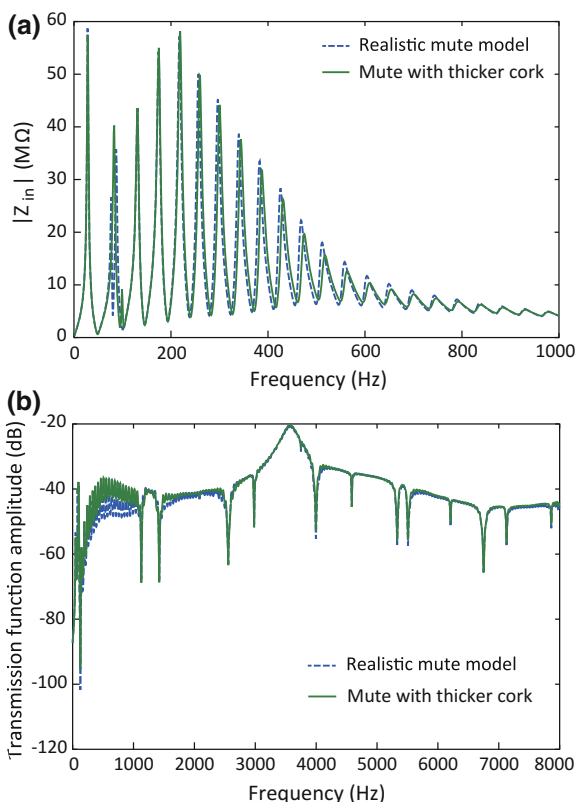 (a)
60
50
40
30
20
10
0
|Z in | (MΩ)
Realistic mute model
Mute with thicker cork
0 200 400 600 800 1000
Frequency (Hz)
(b)
-20
-40
-60
-80
-100
-120
Transmission function amplitude (dB)
Realistic mute model
Mute with thicker cork
0 1000 2000 3000 4000 5000 6000 7000 8000
Frequency (Hz)